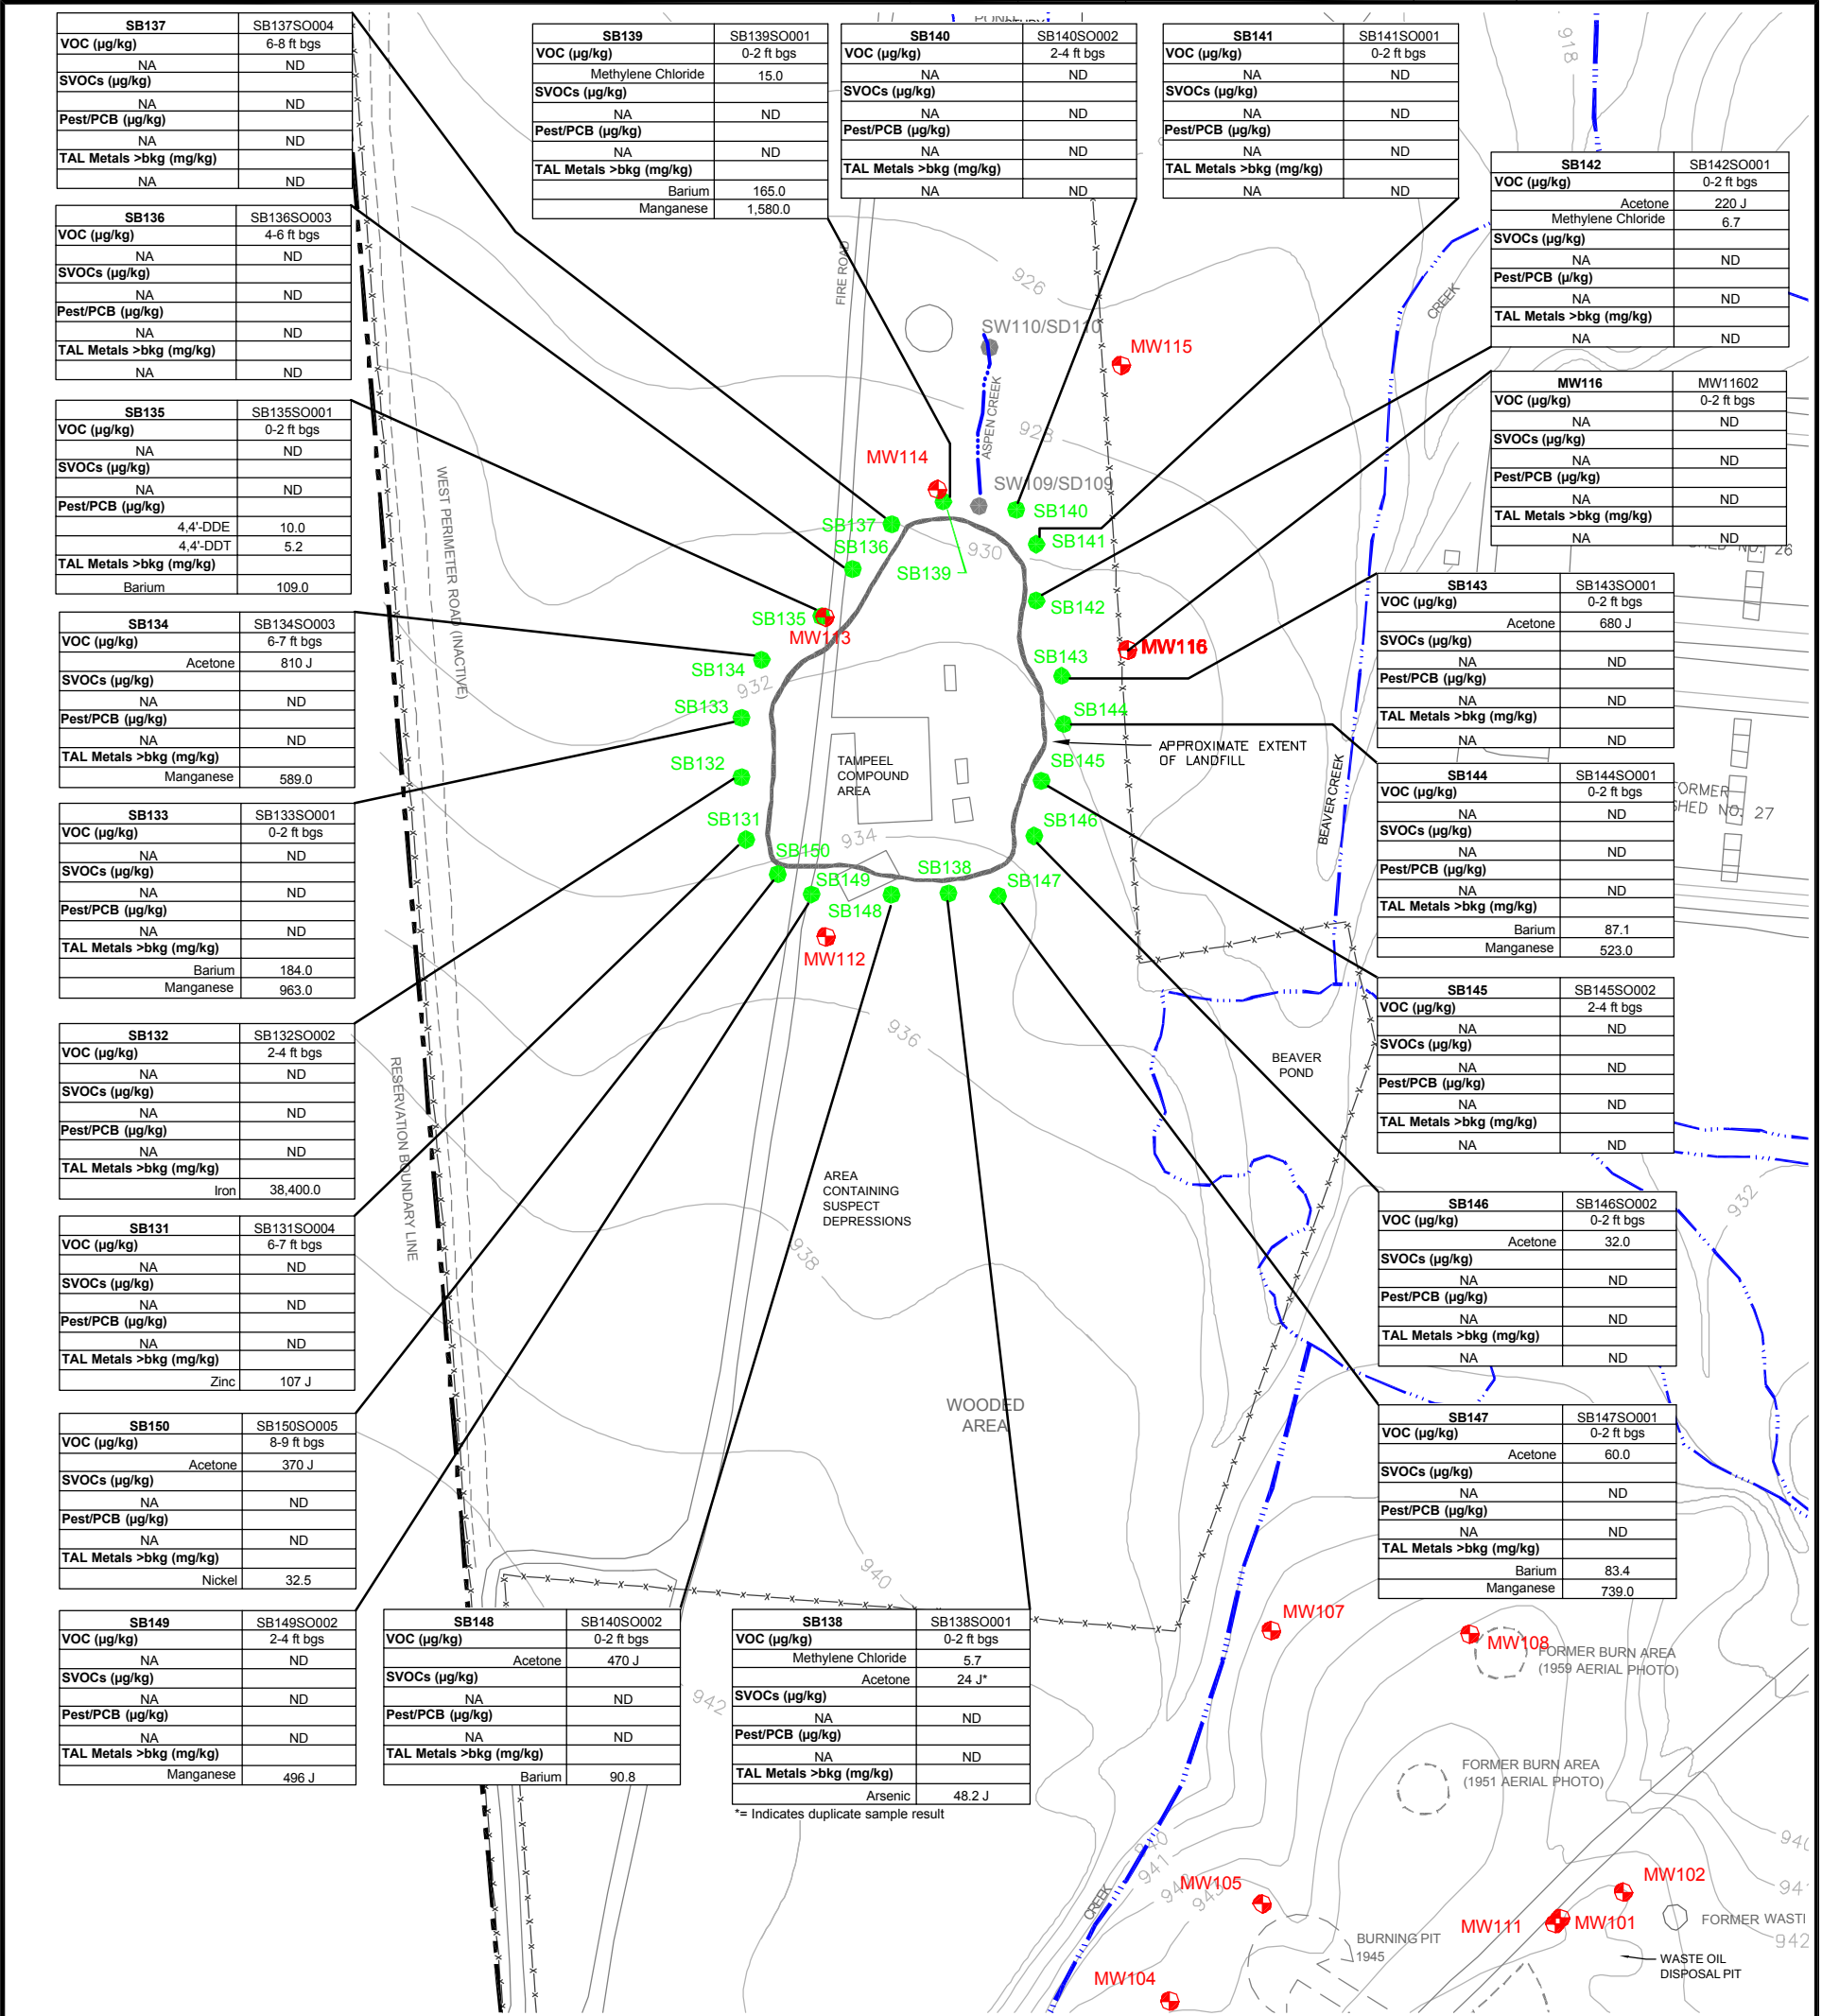 SB137 SB137SO004
VOC (µg/kg) 6-8 ft bgs
NA ND
SVOCs (µg/kg)
NA ND
Pest/PCB (µg/kg)
NA ND
TAL Metals >bkg (mg/kg)
NA ND
SB139 SB139SO001
VOC (µg/kg) 0-2 ft bgs
Methylene Chloride 15.0
SVOCs (µg/kg)
NA ND
Pest/PCB (µg/kg)
NA ND
TAL Metals >bkg (mg/kg)
Barium 165.0
Manganese 1,580.0
SB140 SB140SO002
VOC (µg/kg) 2-4 ft bgs
NA ND
SVOCs (µg/kg)
NA ND
Pest/PCB (µg/kg)
NA ND
TAL Metals >bkg (mg/kg)
NA ND
SB141 SB141SO001
VOC (µg/kg) 0-2 ft bgs
NA ND
SVOCs (µg/kg)
NA ND
Pest/PCB (µg/kg)
NA ND
TAL Metals >bkg (mg/kg)
NA ND
918
SB142 SB142SO001
VOC (µg/kg) 0-2 ft bgs
Acetone 220 J
Methylene Chloride 6.7
SVOCs (µg/kg)
NA ND
Pest/PCB (µ/kg)
NA ND
TAL Metals >bkg (mg/kg)
NA ND
SB136 SB136SO003
VOC (µg/kg) 4-6 ft bgs
NA ND
SVOCs (µg/kg)
NA ND
Pest/PCB (µg/kg)
NA ND
TAL Metals >bkg (mg/kg)
NA ND
MW116 MW11602
VOC (µg/kg) 0-2 ft bgs
NA ND
SVOCs (µg/kg)
NA ND
Pest/PCB (µg/kg)
NA ND
TAL Metals >bkg (mg/kg)
NA ND
SB135 SB135SO001
VOC (µg/kg) 0-2 ft bgs
NA ND
SVOCs (µg/kg)
NA ND
Pest/PCB (µg/kg)
4,4'-DDE 10.0
4,4'-DDT 5.2
TAL Metals >bkg (mg/kg)
Barium 109.0
SB143 SB143SO001
VOC (µg/kg) 0-2 ft bgs
Acetone 680 J
SVOCs (µg/kg)
NA ND
Pest/PCB (µg/kg)
NA ND
TAL Metals >bkg (mg/kg)
NA ND
SB134 SB134SO003
VOC (µg/kg) 6-7 ft bgs
Acetone 810 J
SVOCs (µg/kg)
NA ND
Pest/PCB (µg/kg)
NA ND
TAL Metals >bkg (mg/kg)
Manganese 589.0
SB144 SB144SO001
VOC (µg/kg) 0-2 ft bgs
NA ND
SVOCs (µg/kg)
NA ND
Pest/PCB (µg/kg)
NA ND
TAL Metals >bkg (mg/kg)
Barium 87.1
Manganese 523.0
SB133 SB133SO001
VOC (µg/kg) 0-2 ft bgs
NA ND
SVOCs (µg/kg)
NA ND
Pest/PCB (µg/kg)
NA ND
TAL Metals >bkg (mg/kg)
Barium 184.0
Manganese 963.0
SB145 SB145SO002
VOC (µg/kg) 2-4 ft bgs
NA ND
SVOCs (µg/kg)
NA ND
Pest/PCB (µg/kg)
NA ND
TAL Metals >bkg (mg/kg)
NA ND
SB132 SB132SO002
VOC (µg/kg) 2-4 ft bgs
NA ND
SVOCs (µg/kg)
NA ND
Pest/PCB (µg/kg)
NA ND
TAL Metals >bkg (mg/kg)
Iron 38,400.0
SB146 SB146SO002
VOC (µg/kg) 0-2 ft bgs
Acetone 32.0
SVOCs (µg/kg)
NA ND
Pest/PCB (µg/kg)
NA ND
TAL Metals >bkg (mg/kg)
NA ND
SB131 SB131SO004
VOC (µg/kg) 6-7 ft bgs
NA ND
SVOCs (µg/kg)
NA ND
Pest/PCB (µg/kg)
NA ND
TAL Metals >bkg (mg/kg)
Zinc 107 J
SB147 SB147SO001
VOC (µg/kg) 0-2 ft bgs
Acetone 60.0
SVOCs (µg/kg)
NA ND
Pest/PCB (µg/kg)
NA ND
TAL Metals >bkg (mg/kg)
Barium 83.4
Manganese 739.0
SB150 SB150SO005
VOC (µg/kg) 8-9 ft bgs
Acetone 370 J
SVOCs (µg/kg)
NA ND
Pest/PCB (µg/kg)
NA ND
TAL Metals >bkg (mg/kg)
Nickel 32.5
SB149 SB149SO002
VOC (µg/kg) 2-4 ft bgs
NA ND
SVOCs (µg/kg)
NA ND
Pest/PCB (µg/kg)
NA ND
TAL Metals >bkg (mg/kg)
Manganese 496 J
SB148 SB140SO002
VOC (µg/kg) 0-2 ft bgs
Acetone 470 J
SVOCs (µg/kg)
NA ND
Pest/PCB (µg/kg)
NA ND
TAL Metals >bkg (mg/kg)
Barium 90.8
SB138 SB138SO001
VOC (µg/kg) 0-2 ft bgs
Methylene Chloride 5.7
Acetone 24 J*
SVOCs (µg/kg)
NA ND
Pest/PCB (µg/kg)
NA ND
TAL Metals >bkg (mg/kg)
Arsenic 48.2 J
*= Indicates duplicate sample result
FIRE ROAD
926
CREEK
SW110/SD110
MW115
ASPEN CREEK
928
MW114
SW109/SD109
SB140
SB137
SB136
SB139
930
SB141
SB142
WEST PERIMETER ROAD (INACTIVE)
SB135
MW113
SB134
932
SB143
MW116
SB133
SB144
APPROXIMATE EXTENT
OF LANDFILL
SHED NO. 27
FORMER
26
BEAVER CREEK
SB132
TAMPEEL
COMPOUND
AREA
SB145
SB131
934
SB146
SB150
SB149
SB138
SB147
SB148
MW112
936
BEAVER
POND
RESERVATION BOUNDARY LINE
AREA
CONTAINING
SUSPECT
DEPRESSIONS
938
932
WOODED
AREA
940
942
MW107
MW108
FORMER BURN AREA
(1959 AERIAL PHOTO)
FORMER BURN AREA
(1951 AERIAL PHOTO)
940
941
CREEK
MW105
MW102
MW111
MW101
FORMER WASTI
942
BURNING PIT
1945
WASTE OIL
DISPOSAL PIT
MW104